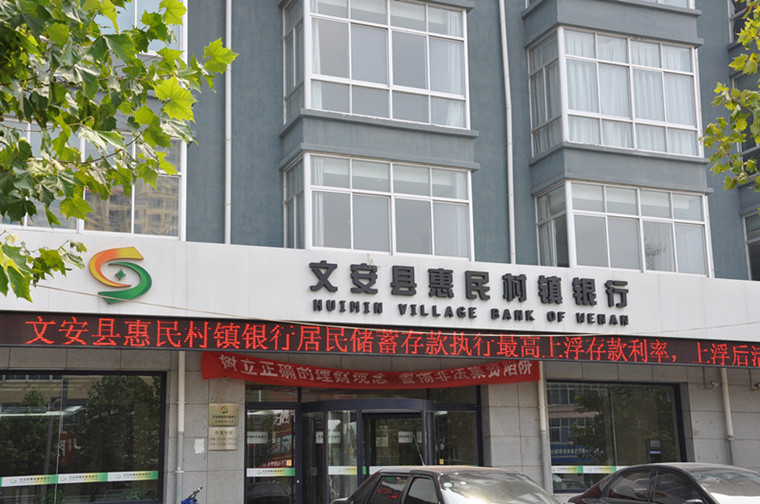 文安县惠民村镇银行
HUIMIN VILLAGE BANK OF WENAN
文安县惠民村镇银行居民储蓄存款执行最高上浮存款利率，上浮后
树立正确的理财观念 警惕非法集资陷阱